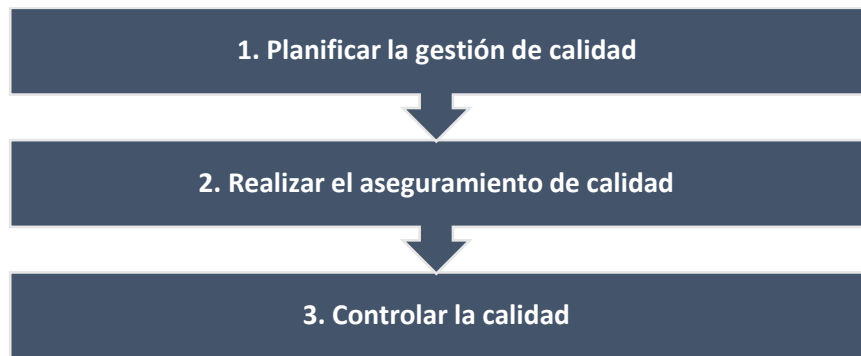 1. Planificar la gestión de calidad
2. Realizar el aseguramiento de calidad
3. Controlar la calidad